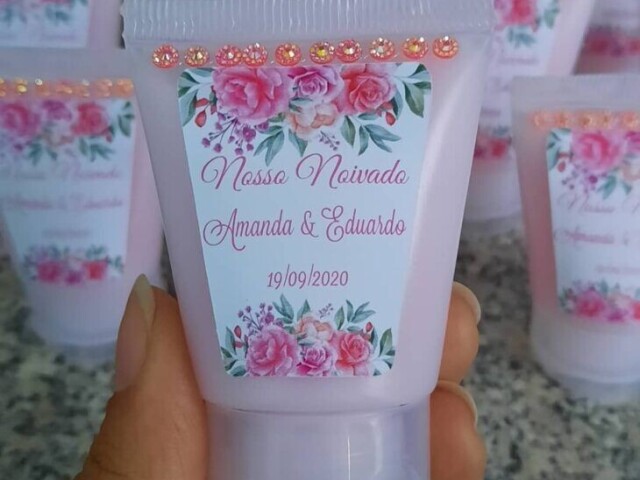 Nosso Noivado
Amanda & Eduardo
19/09/2020